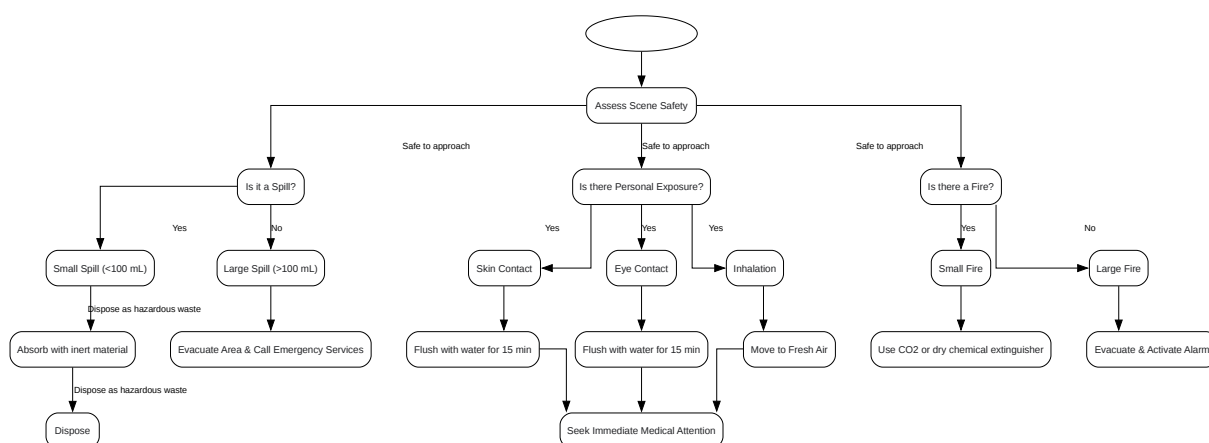 Assess Scene Safety
Safe to approach
Safe to approach
Safe to approach
Is it a Spill?
Is there Personal Exposure?
Is there a Fire?
Yes
No
Yes
Yes
Yes
Yes
No
Small Spill (<100 mL)
Large Spill (>100 mL)
Skin Contact
Eye Contact
Inhalation
Small Fire
Large Fire
Dispose as hazardous waste
Absorb with inert material
Evacuate Area & Call Emergency Services
Flush with water for 15 min
Flush with water for 15 min
Move to Fresh Air
Use CO2 or dry chemical extinguisher
Evacuate & Activate Alarm
Dispose as hazardous waste
Dispose
Seek Immediate Medical Attention